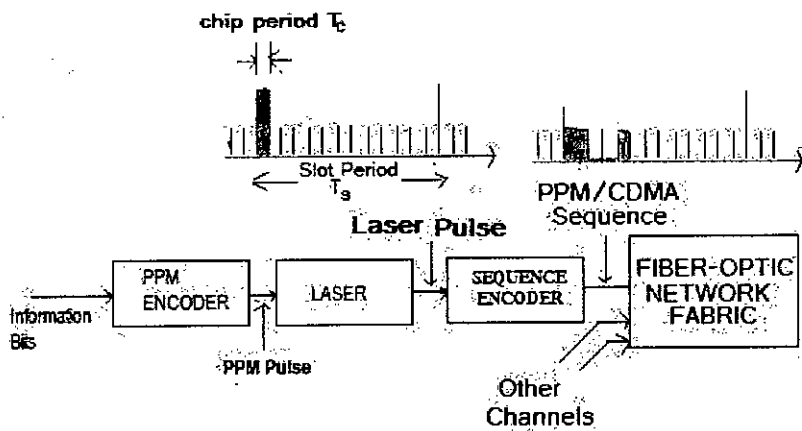 chip period Tc
Slot Period
Ts
PPM/CDMA
Sequence
Laser Pulse
PPM
ENCODER
LASER
SEQUENCE
ENCODER
FIBER-OPTIC
NETWORK
FABRIC
Information
Bits
PPM Pulse
Other
Channels